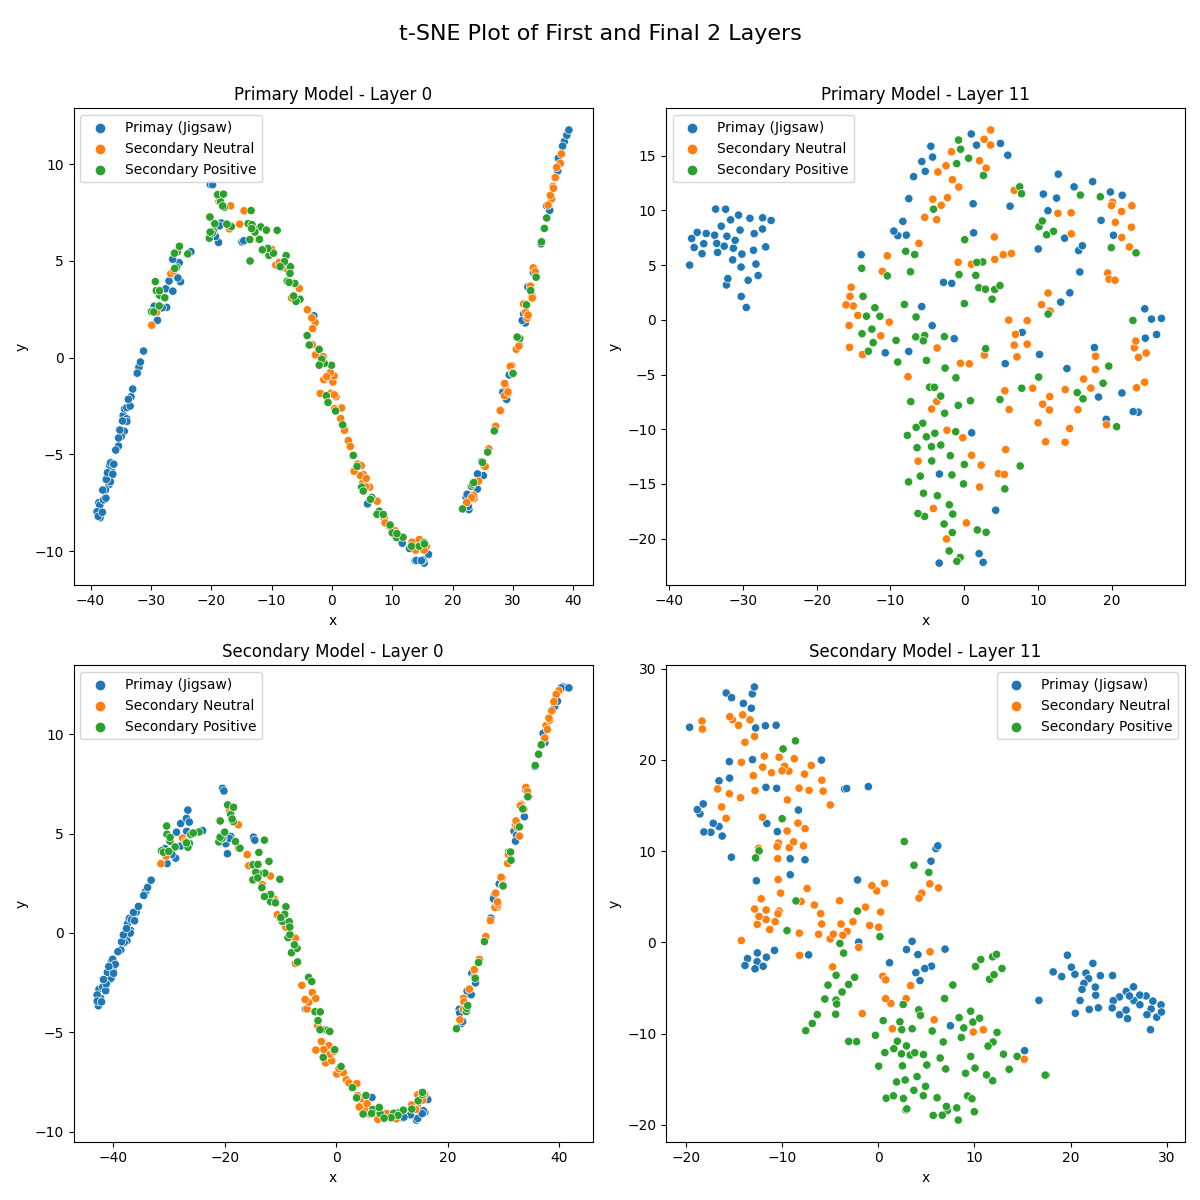 t-SNE Plot of First and Final 2 Layers
Primary Model - Layer 0
Primay (Jigsaw)
Secondary Neutral
Secondary Positive
10
5
0
−5
−10
y
−40 −30 −20 −10 0 10 20 30 40
x
Primary Model - Layer 11
Primay (Jigsaw)
Secondary Neutral
Secondary Positive
15
10
5
0
−5
−10
−15
−20
y
−40 −30 −20 −10 0 10 20
x
Secondary Model - Layer 0
Primay (Jigsaw)
Secondary Neutral
Secondary Positive
10
5
0
−5
−10
y
−40 −20 0 20 40
x
Secondary Model - Layer 11
Primay (Jigsaw)
Secondary Neutral
Secondary Positive
30
20
10
0
−10
−20
y
−20 −10 0 10 20 30
x